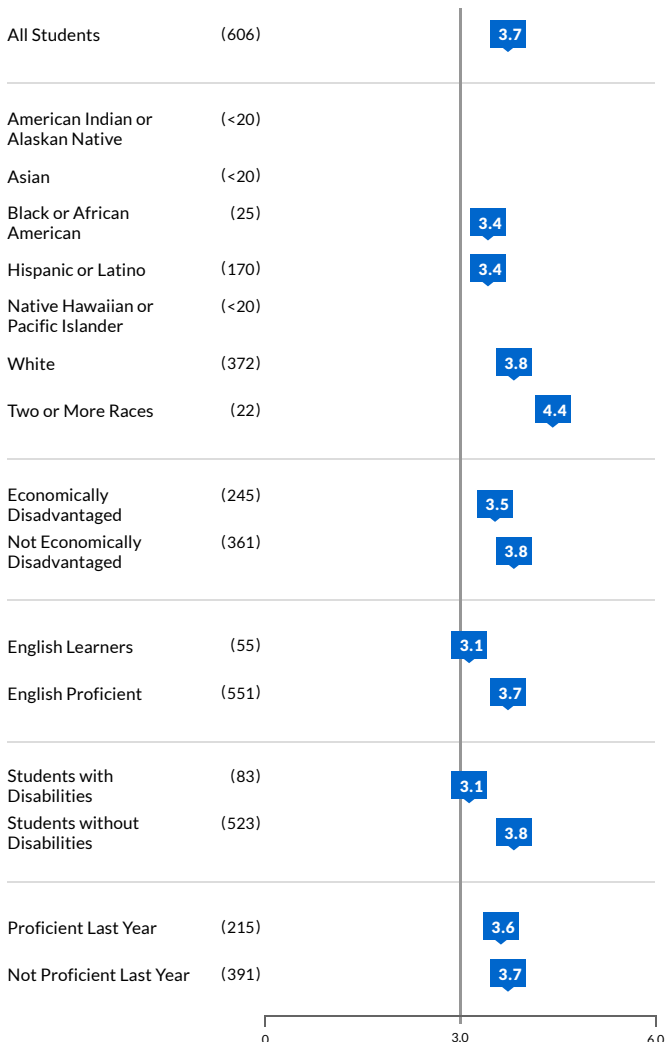 All Students (606) 3.7
American Indian or (<20)
Alaskan Native
Asian (<20)
Black or African (25) 3.4
American
Hispanic or Latino (170) 3.4
Native Hawaiian or (<20)
Pacific Islander
White (372) 3.8
Two or More Races (22) 4.4
Economically (245) 3.5
Disadvantaged
Not Economically (361) 3.8
Disadvantaged
English Learners (55) 3.1
English Proficient (551) 3.7
Students with (83) 3.1
Disabilities
Students without (523) 3.8
Disabilities
Proficient Last Year (215) 3.6
Not Proficient Last Year (391) 3.7
0 3.0 6.0